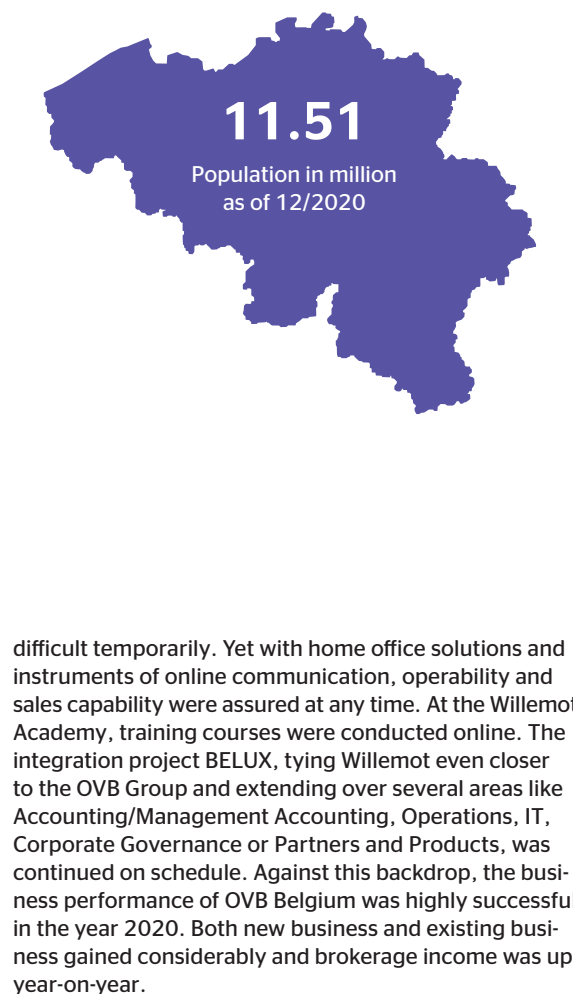 11.51
Population in million
as of 12/2020
difficult temporarily. Yet with home office solutions and
instruments of online communication, operability and
sales capability were assured at any time. At the Willemot
Academy, training courses were conducted online. The
integration project BELUX, tying Willemot even closer
to the OVB Group and extending over several areas like
Accounting/Management Accounting, Operations, IT,
Corporate Governance or Partners and Products, was
continued on schedule. Against this backdrop, the busi-
ness performance of OVB Belgium was highly successful
in the year 2020. Both new business and existing busi-
ness gained considerably and brokerage income was up
year-on-year.